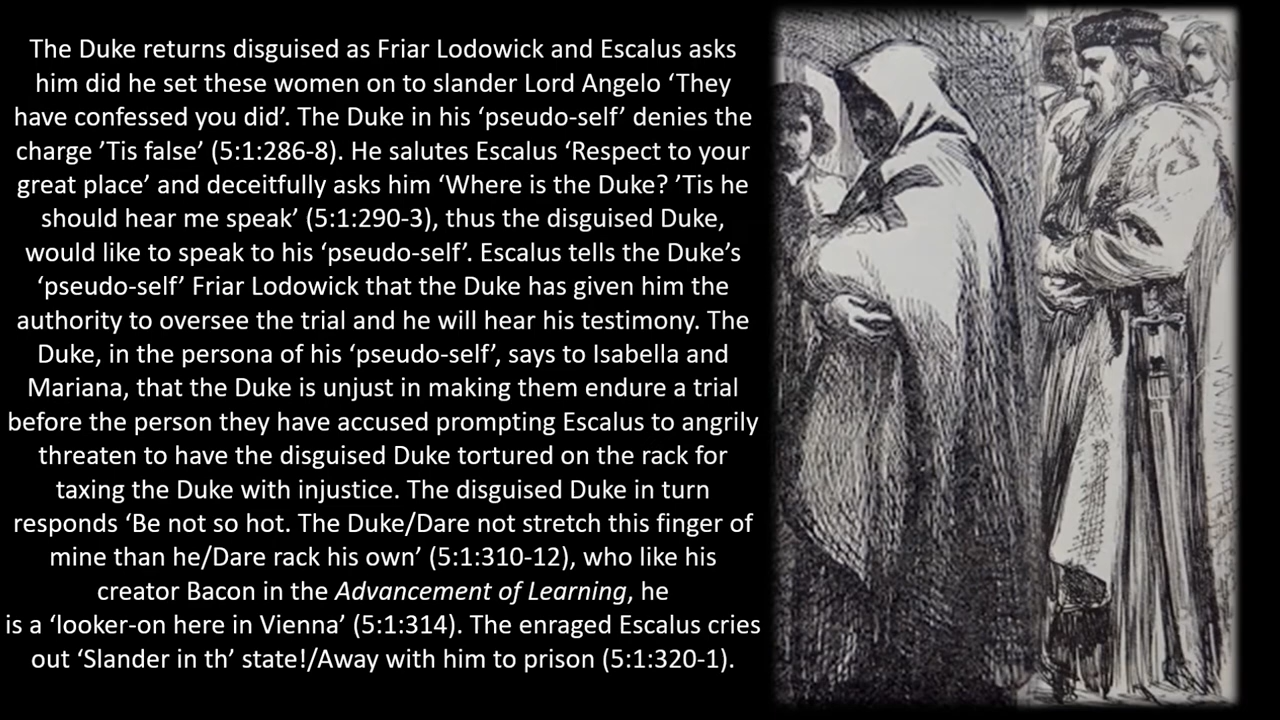 The Duke returns disguised as Friar Lodowick and Escalus asks
him did he set these women on to slander Lord Angelo ‘They
have confessed you did’. The Duke in his ‘pseudo-self’ denies the
charge ’Tis false’ (5:1:286-8). He salutes Escalus ‘Respect to your
great place’ and deceitfully asks him ‘Where is the Duke? ’Tis he
should hear me speak’ (5:1:290-3), thus the disguised Duke,
would like to speak to his ‘pseudo-self’. Escalus tells the Duke’s
‘pseudo-self’ Friar Lodowick that the Duke has given him the
authority to oversee the trial and he will hear his testimony. The
Duke, in the persona of his ‘pseudo-self’, says to Isabella and
Mariana, that the Duke is unjust in making them endure a trial
before the person they have accused prompting Escalus to angrily
threaten to have the disguised Duke tortured on the rack for
taxing the Duke with injustice. The disguised Duke in turn
responds ‘Be not so hot. The Duke/Dare not stretch this finger of
mine than he/Dare rack his own’ (5:1:310-12), who like his
creator Bacon in the Advancement of Learning, he
is a ‘looker-on here in Vienna’ (5:1:314). The enraged Escalus cries
out ‘Slander in th’ state!/Away with him to prison (5:1:320-1).